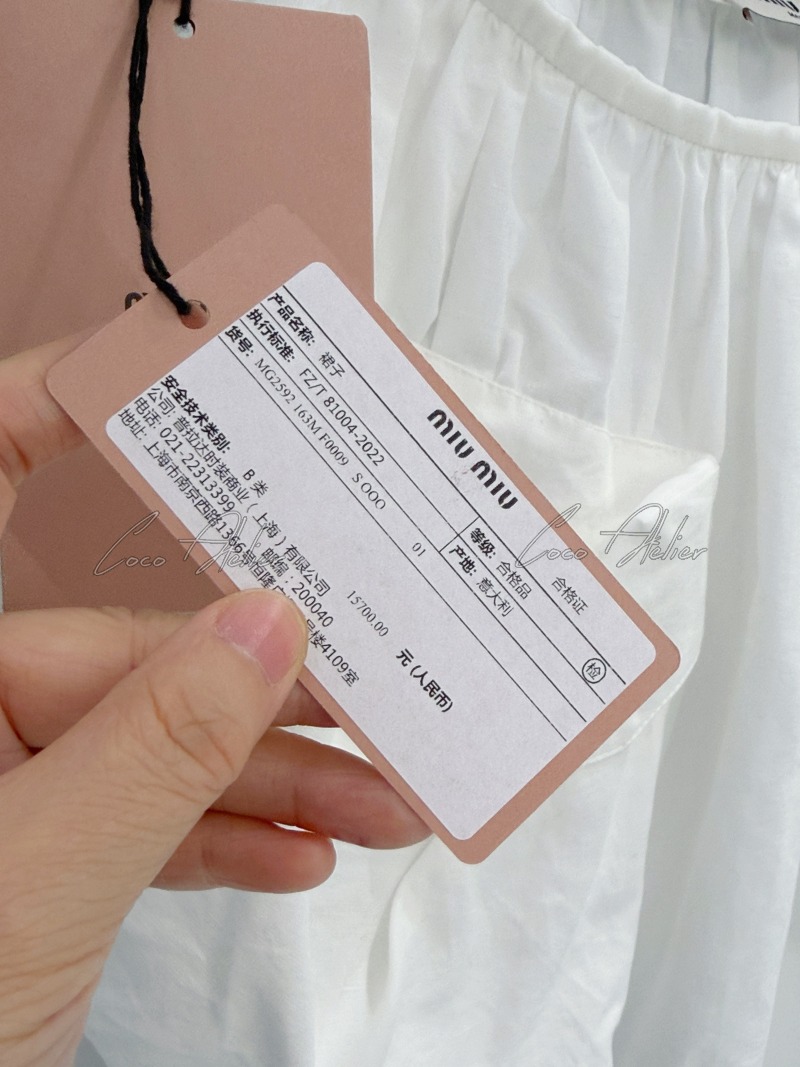 MIU MIU
合格证
产品名称: 裙子
等级: 合格品
检
执行标准: FZ/T 81004-2022
产地: 意大利
货号: MG2592 163M F0009 S OOO 01
15700.00 元 (人民币)
安全技术类别: B 类
公司: 普拉达时装商业 (上海) 有限公司
电话: 021-22313399 邮编: 200040
地址: 上海市南京西路1366号恒隆广 号楼4109室
Coco Atelier
Coco Atelier